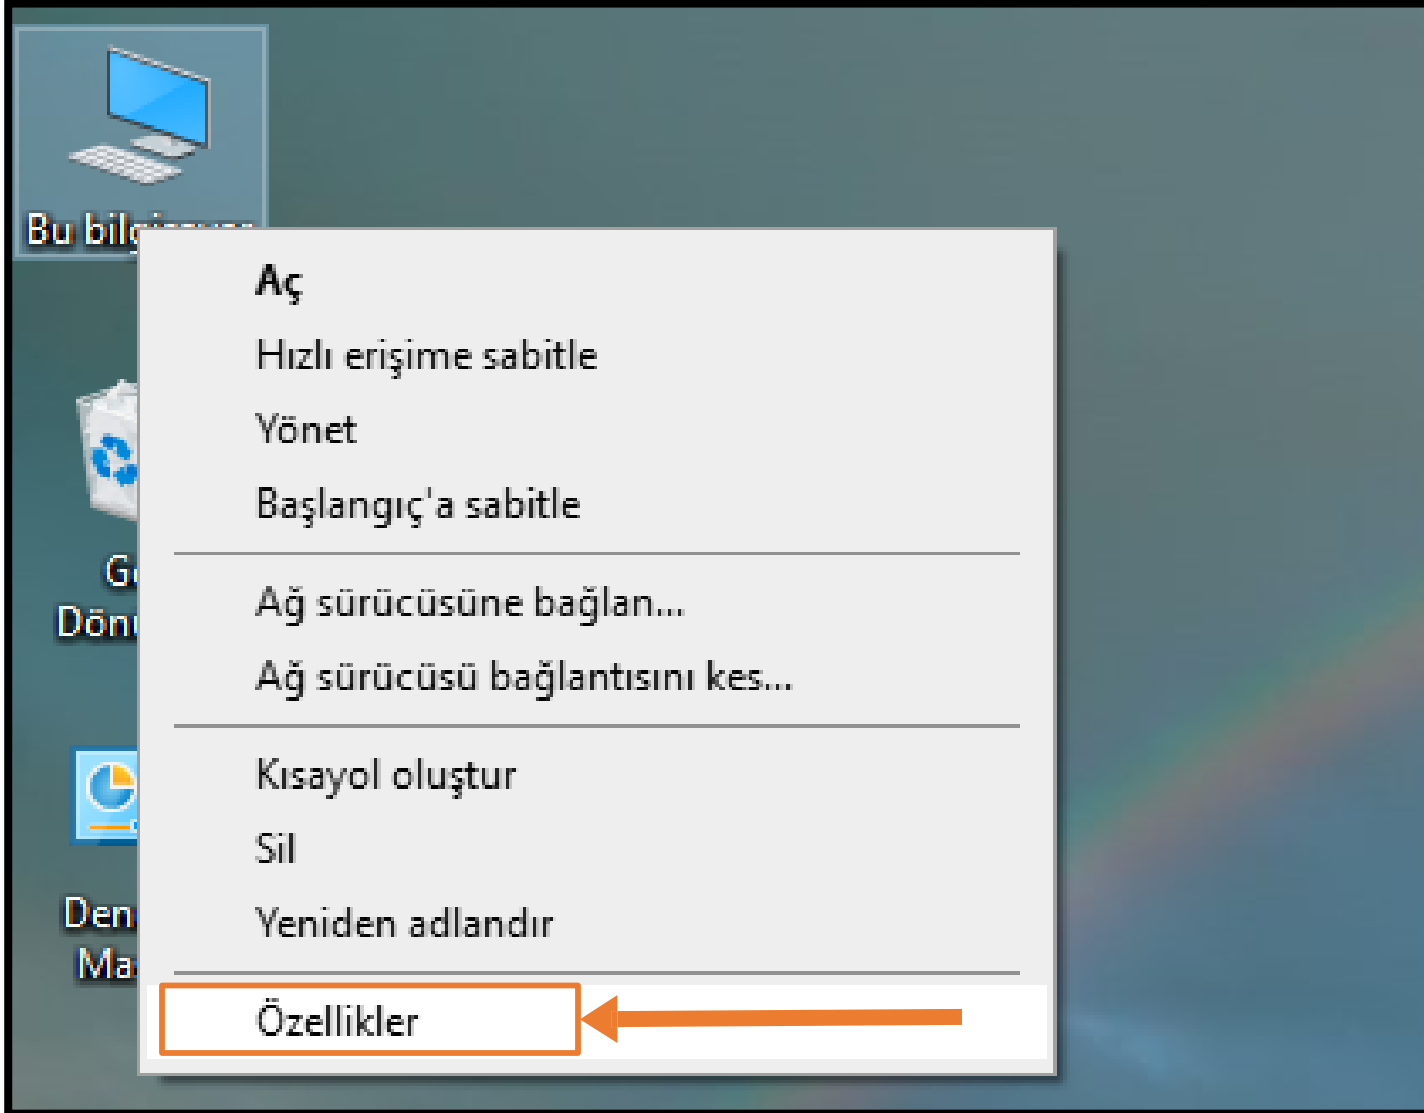 Bu
Aç
Hızlı erişime sabitle
Yönet
Başlangıç'a sabitle
Ağ sürücüsüne bağlan...
Ağ sürücüsü bağlantısını kes...
Kısayol oluştur
Sil
Yeniden adlandır
Özellikler